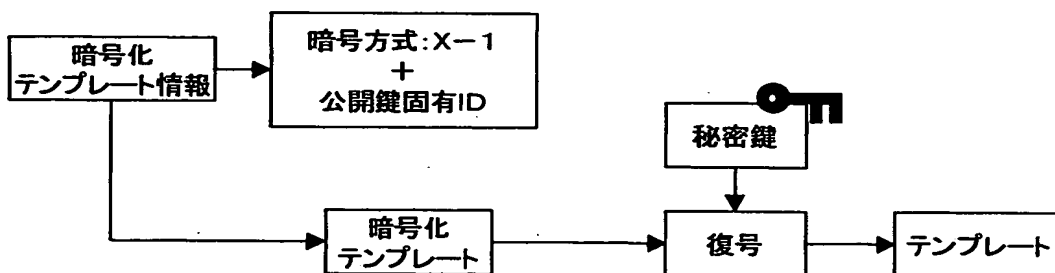 暗号化
テンプレート情報
暗号方式:X－1
+
公開鍵固有ID
秘密鍵
暗号化
テンプレート
復号
テンプレート